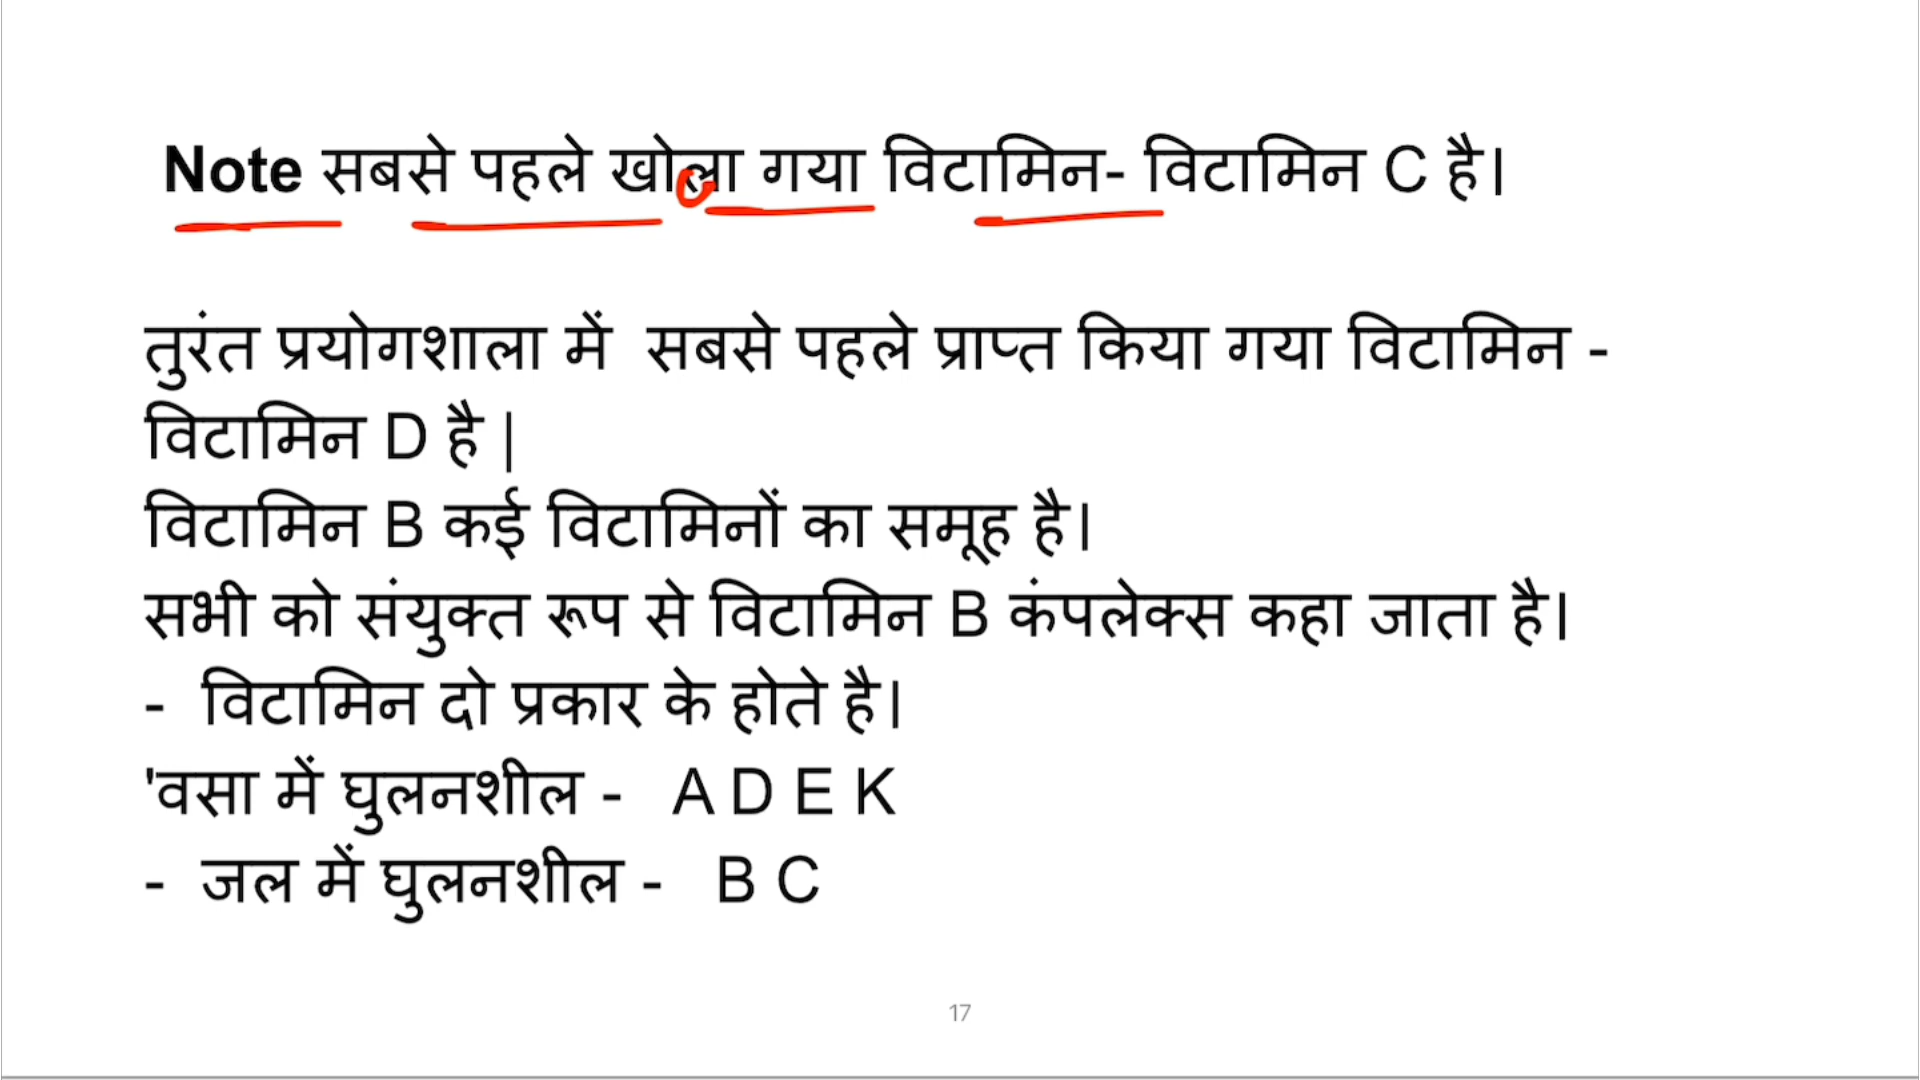 Note सबसे पहले खोला गया विटामिन- विटामिन C है।
तुरंत प्रयोगशाला में सबसे पहले प्राप्त किया गया विटामिन -
विटामिन D है |
विटामिन B कई विटामिनों का समूह है।
सभी को संयुक्त रूप से विटामिन B कंपलेक्स कहा जाता है।
- विटामिन दो प्रकार के होते है।
'वसा में घुलनशील - A D E K
- जल में घुलनशील - B C
17